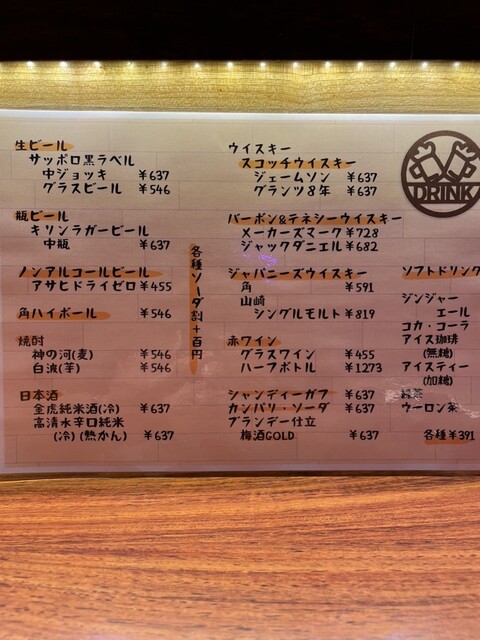 生ビール
サッポロ黒ラベル
中ジョッキ ¥637
グラスビール ¥546
瓶ビール
キリンラガービール
中瓶 ¥637
ノンアルコールビール
アサヒドライゼロ ¥455
角ハイボール ¥546
焼酎
神の河(麦) ¥546
白波(芋) ¥546
日本酒
金虎純米酒(冷) ¥637
高清水辛口純米
(冷)(熱かん) ¥637
各種ソーダ割+百円
ウイスキー
スコッチウイスキー
ジェームソン ¥637
グランツ8年 ¥637
バーボン&テネシーウイスキー
メーカーズマーク ¥728
ジャックダニエル ¥682
ジャパニーズウイスキー
角 ¥591
山崎
シングルモルト ¥819
赤ワイン
グラスワイン ¥455
ハーフボトル ¥1273
シャンディーガフ ¥637
カンパリ・ソーダ ¥637
ブランデー仕立
梅酒GOLD ¥637
DRINK
ソフトドリンク
ジンジャー
エール
コカ・コーラ
アイス珈琲
(無糖)
アイスティー
(加糖)
緑茶
ウーロン茶
各種 ¥391